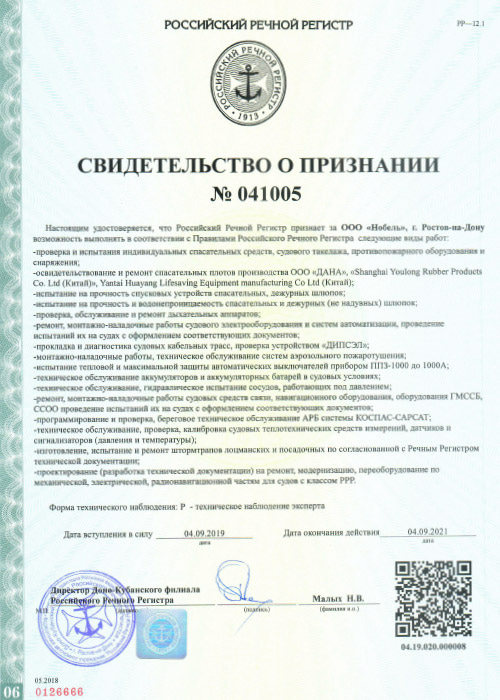 РОССИЙСКИЙ РЕЧНОЙ РЕГИСТР
РР—12.1
РОССИЙСКИЙ РЕЧНОЙ РЕГИСТР
1913
СВИДЕТЕЛЬСТВО О ПРИЗНАНИИ
№ 041005
Настоящим удостоверяется, что Российский Речной Регистр признает за ООО «Нобель», г. Ростов-на-Дону
возможность выполнять в соответствии с Правилами Российского Речного Регистра следующие виды работ:
-проверка и испытания индивидуальных спасательных средств, судового такелажа, противопожарного оборудования и
снаряжения;
-освидетельствование и ремонт спасательных плотов производства ООО «ДАНА», «Shanghai Youlong Rubber Products
Co. Ltd (Китай), Yantai Huayang Lifesaving Equipment manufacturing Co Ltd (Китай);
-испытание на прочность спусковых устройств спасательных, дежурных шлюпок;
-испытание на прочность и водонепроницаемость спасательных и дежурных (не надувных) шлюпок;
-проверка, обслуживание и ремонт дыхательных аппаратов;
-ремонт, монтажно-наладочные работы судового электрооборудования и систем автоматизации, проведение
испытаний их на судах с оформлением соответствующих документов;
-прокладка и диагностика судовых кабельных трасс, проверка устройством «ДИПСЭЛ»;
-монтажно-наладочные работы, техническое обслуживание систем аэрозольного пожаротушения;
-испытание тепловой и максимальной защиты автоматических выключателей прибором ППЗ-1000 до 1000А;
-техническое обслуживание аккумуляторов и аккумуляторных батарей в судовых условиях;
-техническое обслуживание, гидравлическое испытание сосудов, работающих под давлением;
-ремонт, монтажно-наладочные работы судовых средств связи, навигационного оборудования, оборудования ГМССБ,
ССОО проведение испытаний их на судах с оформлением соответствующих документов;
-программирование и проверка, береговое техническое обслуживание АРБ системы КОСПАС-САРСАТ;
-техническое обслуживание, проверка, калибровка судовых теплотехнических средств измерений, датчиков и
сигнализаторов (давления и температуры);
-изготовление, испытание и ремонт штормтрапов лоцманских и посадочных по согласованной с Речным Регистром
технической документации;
-проектирование (разработка технической документации) на ремонт, модернизацию, переоборудование по
механической, электрической, радионавигационной частям для судов с классом РРР.
Форма технического наблюдения: Р - техническое наблюдение эксперта
Дата вступления в силу 04.09.2019 Дата окончания действия 04.09.2021
дата дата
Директор Доно-Кубанского филиала
Российского Речного Регистра Малых Н.В.
М.П. (подпись) (фамилия и.о.)
04.19.020.000008
05.2018
06 0126666